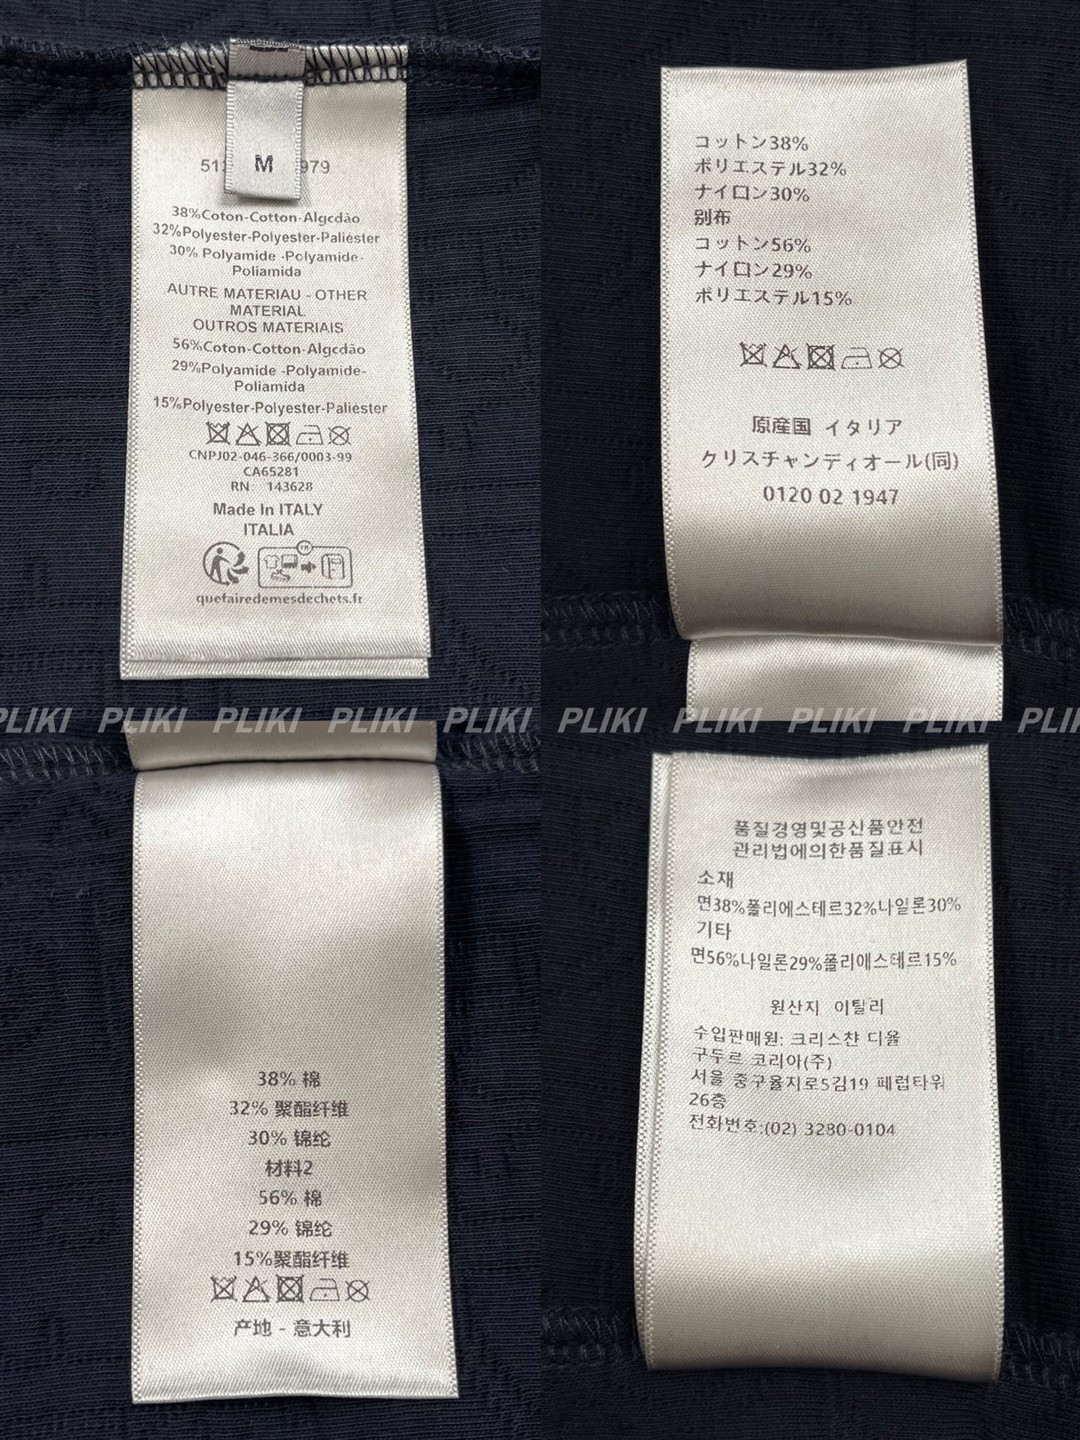 M
38%Coton-Cotton-Algcdão
32%Polyester-Polyester-Paliéster
30% Polyamide -Polyamide-
Poliamida
AUTRE MATERIAU - OTHER
MATERIAL
OUTROS MATERIAIS
56%Coton-Cotton-Algcdão
29%Polyamide -Polyamide-
Poliamida
15%Polyester-Polyester-Paliéster
CNPJ02-046-366/0003-99
CA65281
RN: 143628
Made In ITALY
ITALIA
FR
quefairedemesdechets.fr
コットン38%
ポリエステル32%
ナイロン30%
別布
コットン56%
ナイロン29%
ポリエステル15%
原産国 イタリア
クリスチャンディオール(同)
0120 02 1947
PLIKI PLIKI PLIKI PLIKI PLIKI PLIKI PLIKI PLIKI PLIKI PLIKI
38% 棉
32% 聚酯纤维
30% 锦纶
材料2
56% 棉
29% 锦纶
15%聚酯纤维
产地 - 意大利
품질경영및공산품안전
관리법에의한품질표시
소재
면38%폴리에스테르32%나일론30%
기타
면56%나일론29%폴리에스테르15%
원산지 이탈리
수입판매원: 크리스챤 디올
구두르 코리아(주)
서울 중구율지로5김19 페럼타워
26층
전화번호:(02) 3280-0104